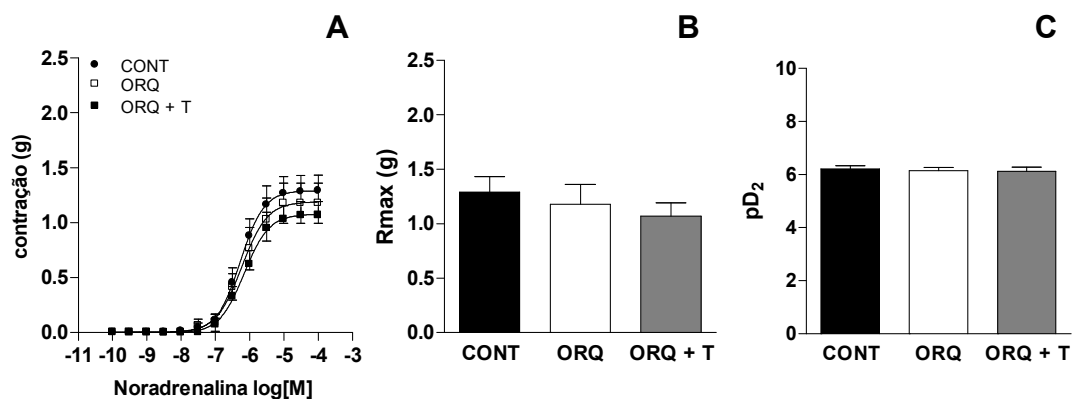 A
2.5
CONT
ORQ
ORQ + T
2.0
1.5
1.0
0.5
0.0
contração (g)
-11 -10 -9 -8 -7 -6 -5 -4 -3
Noradrenalina log[M]
B
2.5
2.0
1.5
1.0
0.5
0.0
Rmax (g)
CONT ORQ ORQ + T
C
10
8
6
4
2
0
pD₂
CONT ORQ ORQ + T